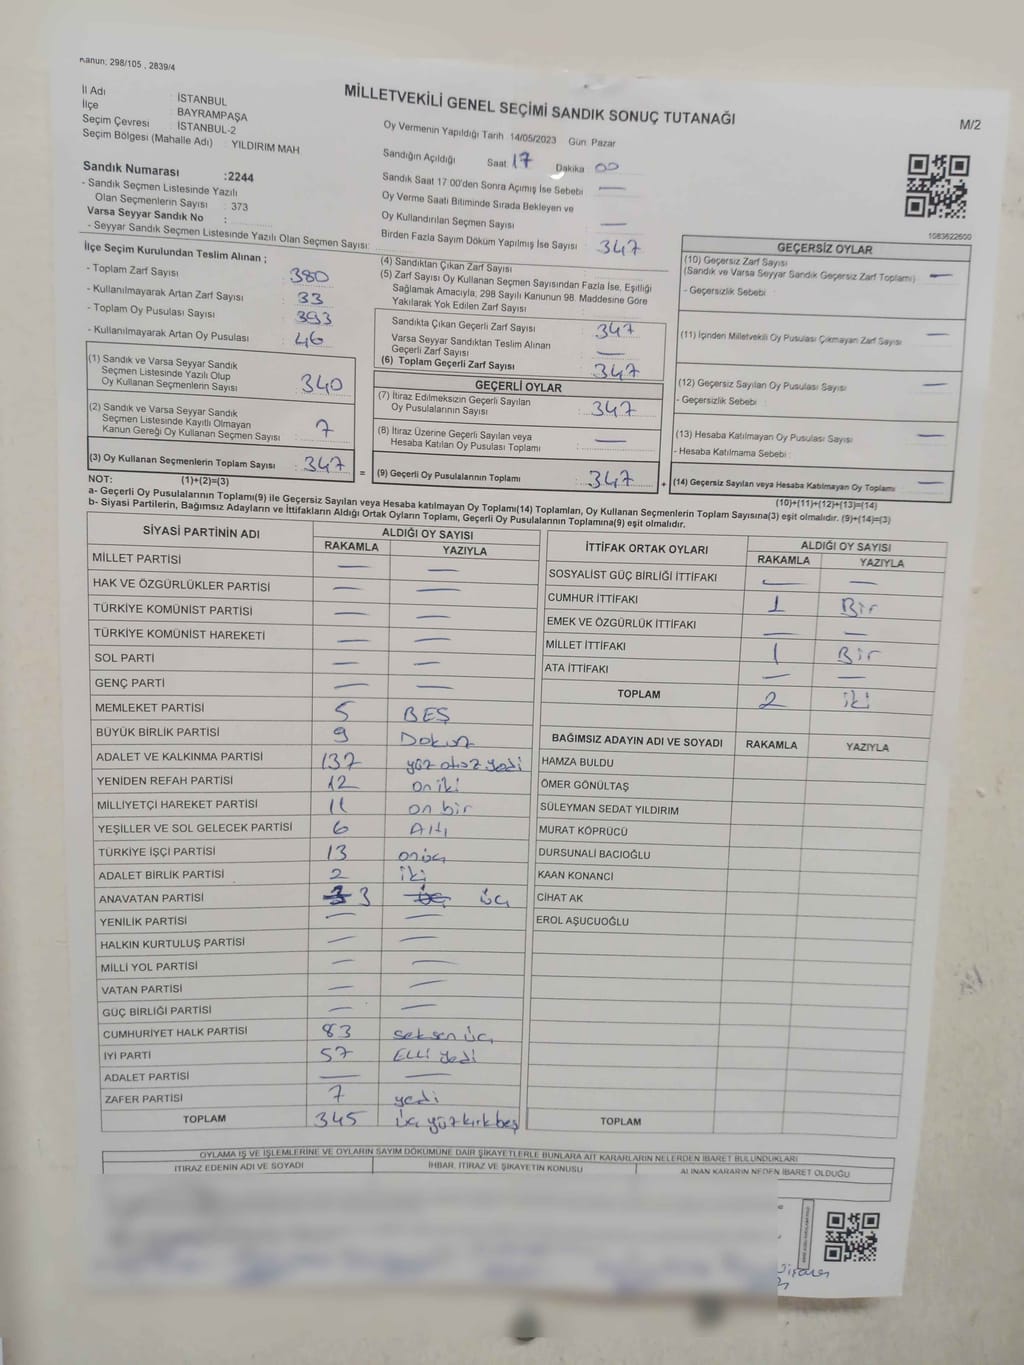 Kanun: 298/105 , 2839/4
MİLLETVEKİLİ GENEL SEÇİMİ SANDIK SONUÇ TUTANAĞI
M/2
İl Adı : İSTANBUL
İlçe : BAYRAMPAŞA
Seçim Çevresi : İSTANBUL-2
Seçim Bölgesi (Mahalle Adı) : YILDIRIM MAH
Sandık Numarası :2244
- Sandık Seçmen Listesinde Yazılı
Olan Seçmenlerin Sayısı : 373
Varsa Seyyar Sandık No :
- Seyyar Sandık Seçmen Listesinde Yazılı Olan Seçmen Sayısı:
Oy Vermenin Yapıldığı Tarih 14/05/2023 Gün Pazar
Sandığın Açıldığı Saat 17 Dakika 00
Sandık Saat 17:00'den Sonra Açımış İse Sebebi —
Oy Verme Saati Bitiminde Sırada Bekleyen ve
Oy Kullandırılan Seçmen Sayısı —
Birden Fazla Sayım Döküm Yapılmış İse Sayısı
(4) Sandıktan Çıkan Zarf Sayısı 347
(5) Zarf Sayısı Oy Kullanan Seçmen Sayısından Fazla İse, Eşitliği
Sağlamak Amacıyla, 298 Sayılı Kanunun 98. Maddesine Göre
Yakılarak Yok Edilen Zarf Sayısı
1083622600
İlçe Seçim Kurulundan Teslim Alınan ;
- Toplam Zarf Sayısı : 380
- Kullanılmayarak Artan Zarf Sayısı : 33
- Toplam Oy Pusulası Sayısı : 393
- Kullanılmayarak Artan Oy Pusulası : 46
(1) Sandık ve Varsa Seyyar Sandık
Seçmen Listesinde Yazılı Olup
Oy Kullanan Seçmenlerin Sayısı : 340
(2) Sandık ve Varsa Seyyar Sandık
Seçmen Listesinde Kayıtlı Olmayan
Kanun Gereği Oy Kullanan Seçmen Sayısı : 7
(3) Oy Kullanan Seçmenlerin Toplam Sayısı : 347 =
Sandıkta Çıkan Geçerli Zarf Sayısı : 347
Varsa Seyyar Sandıktan Teslim Alınan
Geçerli Zarf Sayısı : —
(6) Toplam Geçerli Zarf Sayısı : 347
GEÇERLİ OYLAR
(7) İtiraz Edilmeksizin Geçerli Sayılan
Oy Pusulalarının Sayısı : 347
(8) İtiraz Üzerine Geçerli Sayılan veya
Hesaba Katılan Oy Pusulası Toplamı : —
(9) Geçerli Oy Pusulalarının Toplamı : 347 +
GEÇERSİZ OYLAR
(10) Geçersiz Zarf Sayısı
(Sandık ve Varsa Seyyar Sandık Geçersiz Zarf Toplamı) —
- Geçersizlik Sebebi :
(11) İçinden Milletvekili Oy Pusulası Çıkmayan Zarf Sayısı —
(12) Geçersiz Sayılan Oy Pusulası Sayısı —
- Geçersizlik Sebebi :
(13) Hesaba Katılmayan Oy Pusulası Sayısı —
- Hesaba Katılmama Sebebi :
(14) Geçersiz Sayılan veya Hesaba Katılmayan Oy Toplamı —
NOT: (1)+(2)=(3) (10)+(11)+(12)+(13)=(14)
a- Geçerli Oy Pusulalarının Toplamı(9) ile Geçersiz Sayılan veya Hesaba katılmayan Oy Toplamı(14) Toplamları, Oy Kullanan Seçmenlerin Toplam Sayısına(3) eşit olmalıdır. (9)+(14)=(3)
b- Siyasi Partilerin, Bağımsız Adayların ve İttifakların Aldığı Ortak Oyların Toplamı, Geçerli Oy Pusulalarının Toplamına(9) eşit olmalıdır.
SİYASİ PARTİNİN ADI ALDIĞI OY SAYISI
RAKAMLA YAZIYLA
MİLLET PARTİSİ — —
HAK VE ÖZGÜRLÜKLER PARTİSİ — —
TÜRKİYE KOMÜNİST PARTİSİ — —
TÜRKİYE KOMÜNİST HAREKETİ — —
SOL PARTİ — —
GENÇ PARTİ — —
MEMLEKET PARTİSİ 5 BEŞ
BÜYÜK BİRLİK PARTİSİ 9 Dokuz
ADALET VE KALKINMA PARTİSİ 137 yüz otuz yedi
YENİDEN REFAH PARTİSİ 12 on iki
MİLLİYETÇİ HAREKET PARTİSİ 11 on bir
YEŞİLLER VE SOL GELECEK PARTİSİ 6 Altı
TÜRKİYE İŞÇİ PARTİSİ 13 onüç
ADALET BİRLİK PARTİSİ 2 iki
ANAVATAN PARTİSİ 3 üç
YENİLİK PARTİSİ — —
HALKIN KURTULUŞ PARTİSİ — —
MİLLİ YOL PARTİSİ — —
VATAN PARTİSİ — —
GÜÇ BİRLİĞİ PARTİSİ — —
CUMHURİYET HALK PARTİSİ 83 seksen üç
İYİ PARTİ 57 Elli yedi
ADALET PARTİSİ — —
ZAFER PARTİSİ 7 yedi
TOPLAM 345 üç yüz kırk beş
İTTİFAK ORTAK OYLARI ALDIĞI OY SAYISI
RAKAMLA YAZIYLA
SOSYALİST GÜÇ BİRLİĞİ İTTİFAKI — —
CUMHUR İTTİFAKI 1 Bir
EMEK VE ÖZGÜRLÜK İTTİFAKI — —
MİLLET İTTİFAKI 1 Bir
ATA İTTİFAKI — —
TOPLAM 2 iki
BAĞIMSIZ ADAYIN ADI VE SOYADI RAKAMLA YAZIYLA
HAMZA BULDU
ÖMER GÖNÜLTAŞ
SÜLEYMAN SEDAT YILDIRIM
MURAT KÖPRÜCÜ
DURSUNALİ BACIOĞLU
KAAN KONANCİ
CİHAT AK
EROL AŞUCUOĞLU
TOPLAM
OYLAMA İŞ VE İŞLEMLERİNE VE OYLARIN SAYIM DÖKÜMÜNE DAİR ŞİKAYETLERLE BUNLARA AİT KARARLARIN NELERDEN İBARET BULUNDUKLARI
İTİRAZ EDENİN ADI VE SOYADI İHBAR, İTİRAZ VE ŞİKAYETİN KONUSU ALINAN KARARIN NEDEN İBARET OLDUĞU